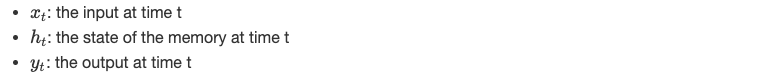 • xₜ: the input at time t
• hₜ: the state of the memory at time t
• yₜ: the output at time t